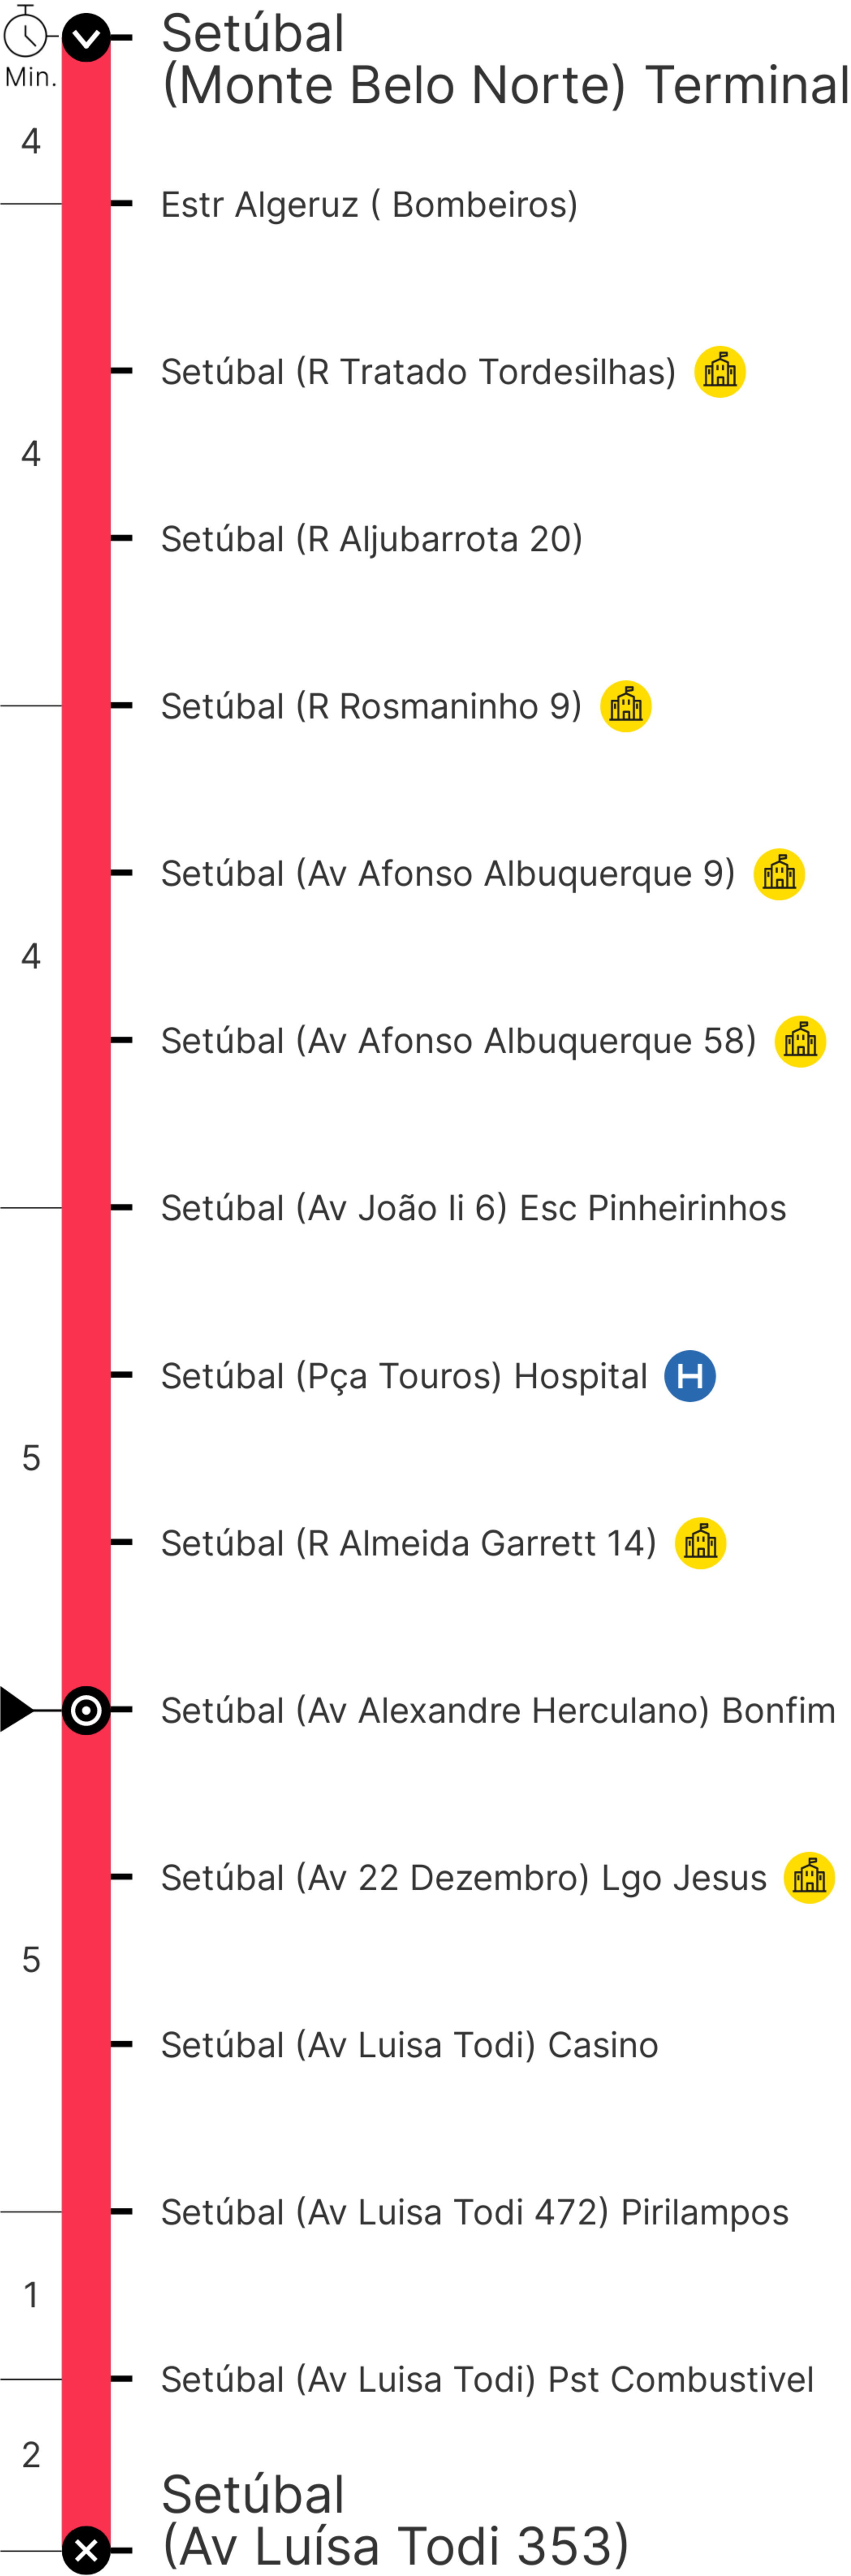 Setúbal
(Monte Belo Norte) Terminal
Min.
4
Estr Algeruz ( Bombeiros)
Setúbal (R Tratado Tordesilhas)
4
Setúbal (R Aljubarrota 20)
Setúbal (R Rosmaninho 9)
Setúbal (Av Afonso Albuquerque 9)
4
Setúbal (Av Afonso Albuquerque 58)
Setúbal (Av João Ii 6) Esc Pinheirinhos
Setúbal (Pça Touros) Hospital H
5
Setúbal (R Almeida Garrett 14)
Setúbal (Av Alexandre Herculano) Bonfim
Setúbal (Av 22 Dezembro) Lgo Jesus
5
Setúbal (Av Luisa Todi) Casino
Setúbal (Av Luisa Todi 472) Pirilampos
1
Setúbal (Av Luisa Todi) Pst Combustivel
2
Setúbal
(Av Luísa Todi 353)